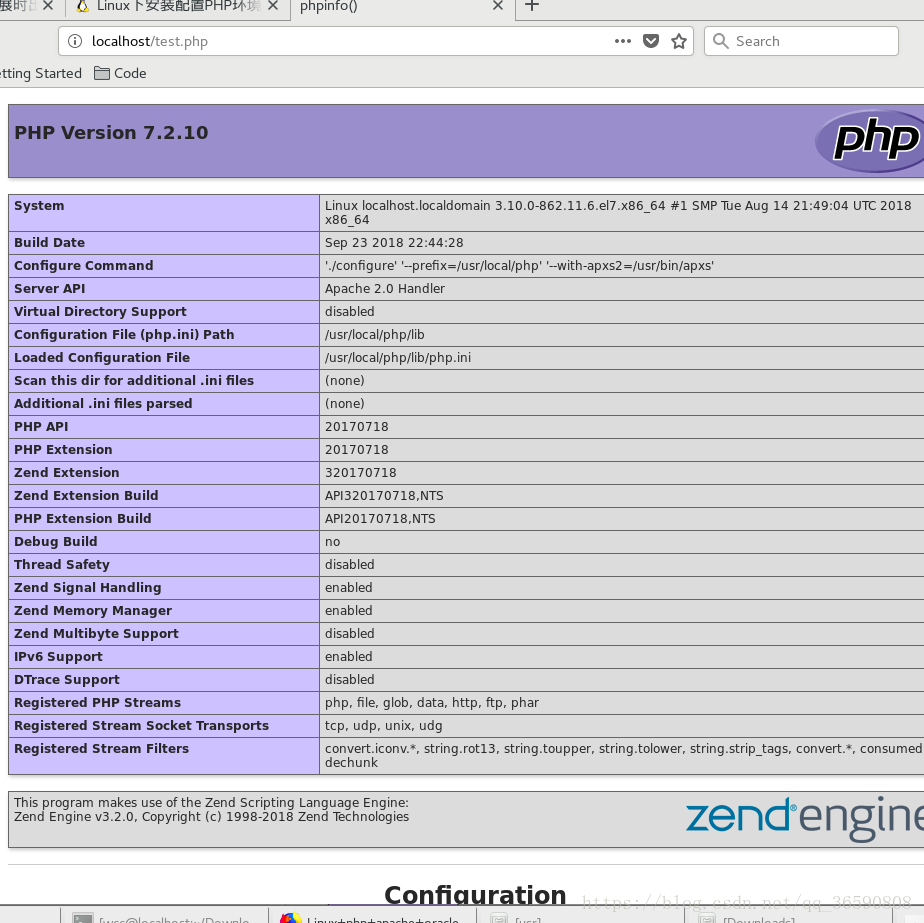 展时出
Linux下安装配置PHP环境
phpinfo()
localhost/test.php
Search
etting Started
Code
PHP Version 7.2.10
php
System Linux localhost.localdomain 3.10.0-862.11.6.el7.x86_64 #1 SMP Tue Aug 14 21:49:04 UTC 2018
x86_64
Build Date Sep 23 2018 22:44:28
Configure Command './configure' '--prefix=/usr/local/php' '--with-apxs2=/usr/bin/apxs'
Server API Apache 2.0 Handler
Virtual Directory Support disabled
Configuration File (php.ini) Path /usr/local/php/lib
Loaded Configuration File /usr/local/php/lib/php.ini
Scan this dir for additional .ini files (none)
Additional .ini files parsed (none)
PHP API 20170718
PHP Extension 20170718
Zend Extension 320170718
Zend Extension Build API320170718,NTS
PHP Extension Build API20170718,NTS
Debug Build no
Thread Safety disabled
Zend Signal Handling enabled
Zend Memory Manager enabled
Zend Multibyte Support disabled
IPv6 Support enabled
DTrace Support disabled
Registered PHP Streams php, file, glob, data, http, ftp, phar
Registered Stream Socket Transports tcp, udp, unix, udg
Registered Stream Filters convert.iconv.*, string.rot13, string.toupper, string.tolower, string.strip_tags, convert.*, consumed
dechunk
This program makes use of the Zend Scripting Language Engine:
Zend Engine v3.2.0, Copyright (c) 1998-2018 Zend Technologies
zend®engine
Configuration
https://blog.csdn.net/qq_36590808
[wss@localhost:~/Downlo
Linux+php+apache+oracle
[usr]
[Downloads]